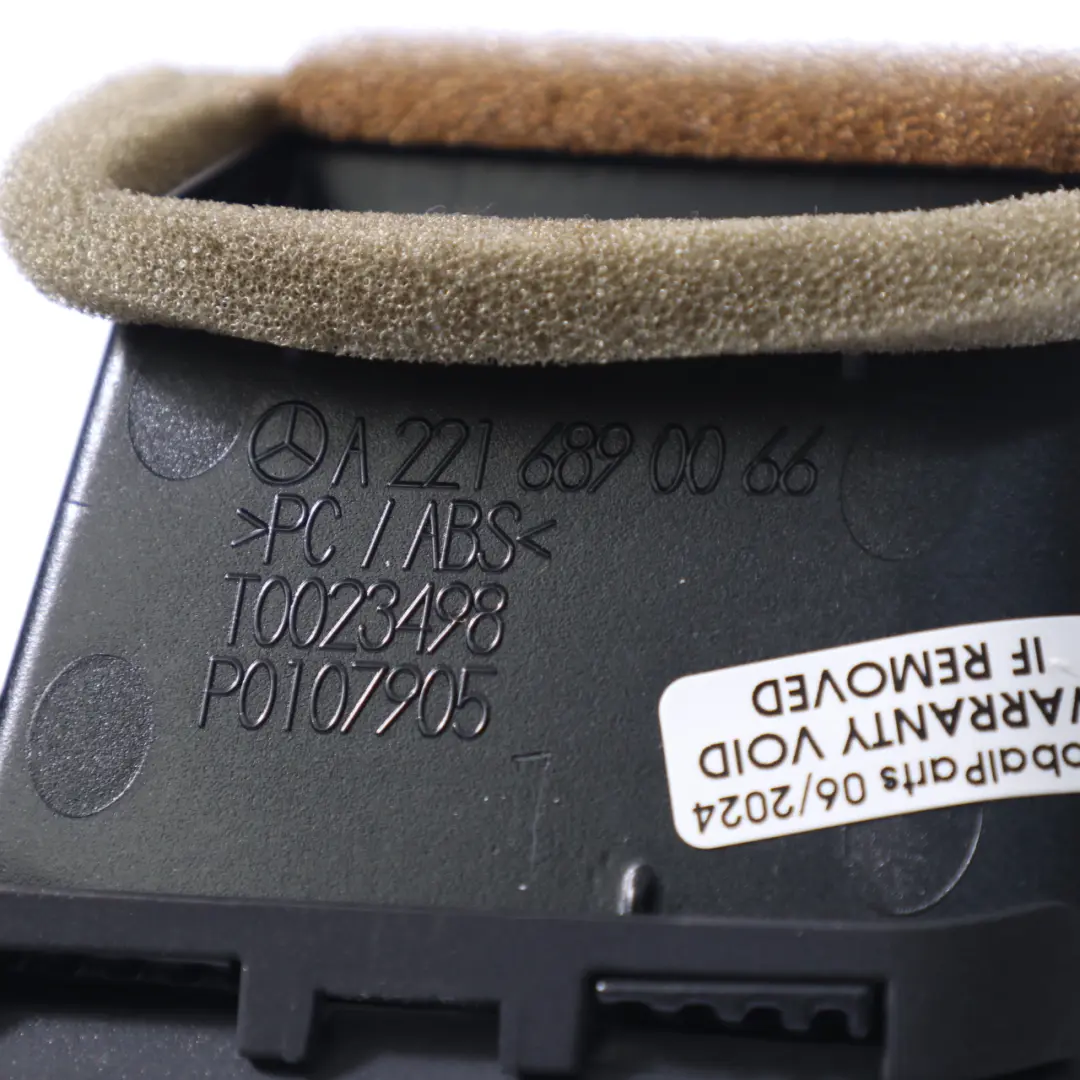 A 221 689 00 66
>PC / ABS<
T0023498
P0107905
obalParts 06/2024
WARRANTY VOID
IF REMOVED